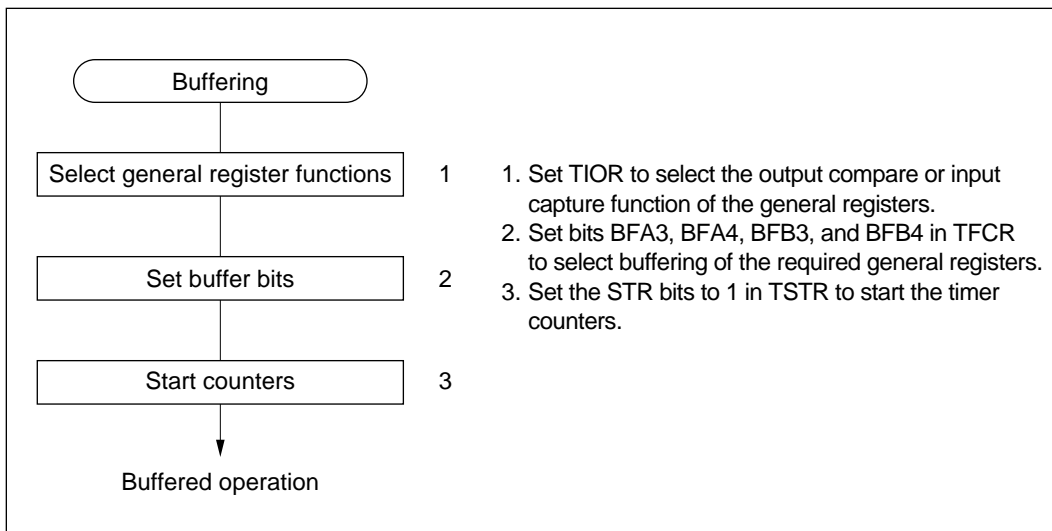 Buffering
Select general register functions 1
Set buffer bits 2
Start counters 3
Buffered operation
1. Set TIOR to select the output compare or input
capture function of the general registers.
2. Set bits BFA3, BFA4, BFB3, and BFB4 in TFCR
to select buffering of the required general registers.
3. Set the STR bits to 1 in TSTR to start the timer
counters.